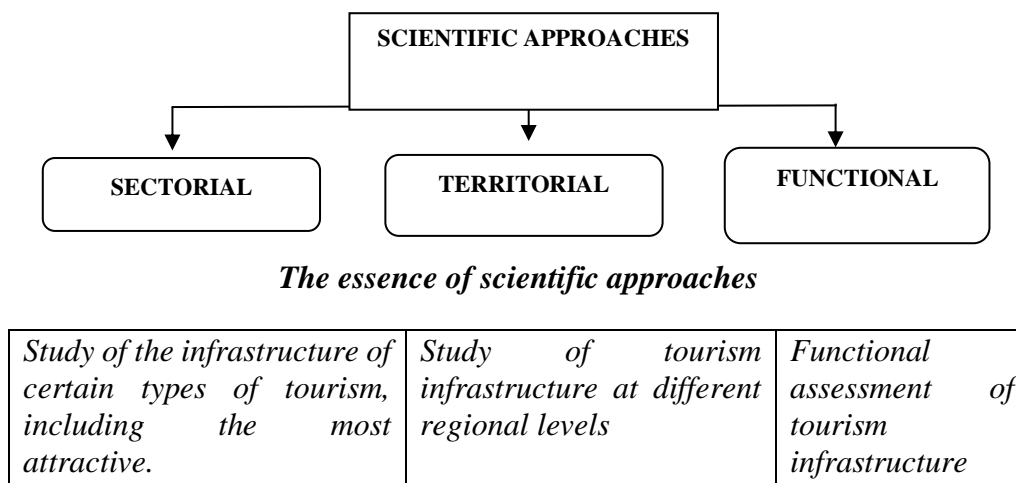 SCIENTIFIC APPROACHES
SECTORIAL
TERRITORIAL
FUNCTIONAL
The essence of scientific approaches
Study of the infrastructure of
certain types of tourism,
including the most
attractive.
Study of tourism
infrastructure at different
regional levels
Functional
assessment of
tourism
infrastructure